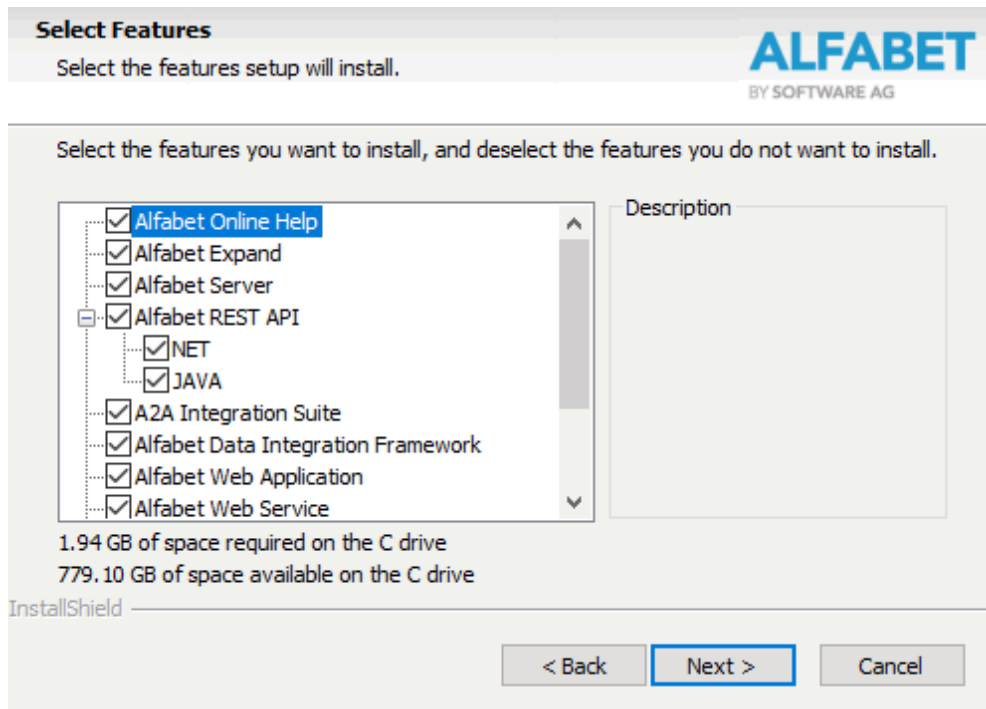 Select Features
Select the features setup will install.
ALFABET
BY SOFTWARE AG
Select the features you want to install, and deselect the features you do not want to install.
Alfabet Online Help
Alfabet Expand
Alfabet Server
Alfabet REST API
NET
JAVA
A2A Integration Suite
Alfabet Data Integration Framework
Alfabet Web Application
Alfabet Web Service
Description
1.94 GB of space required on the C drive
779.10 GB of space available on the C drive
InstallShield
< Back Next > Cancel